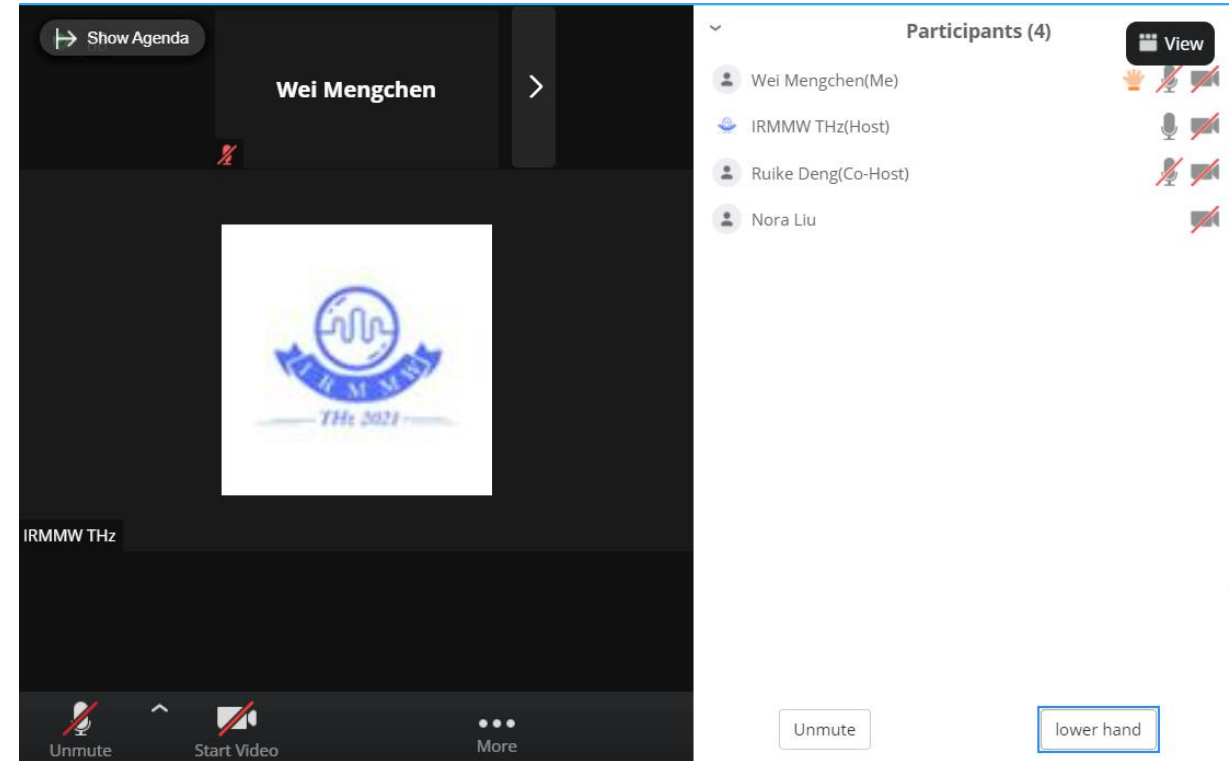 Show Agenda
Wei Mengchen
I R M M W
THz 2021
IRMMW THz
Unmute
Start Video
More
Participants (4)
View
Wei Mengchen(Me)
IRMMW THz(Host)
Ruike Deng(Co-Host)
Nora Liu
Unmute
lower hand